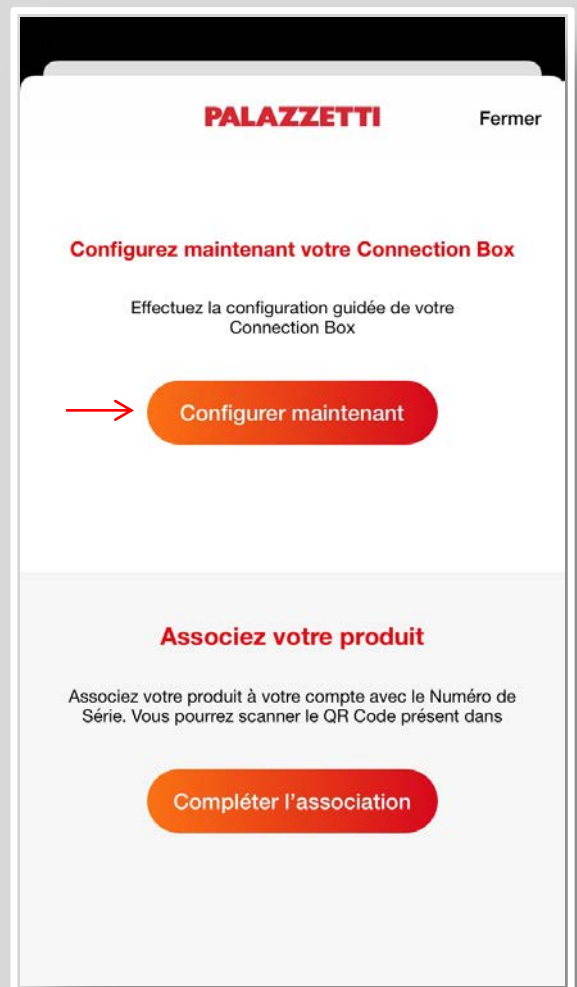 PALAZZETTI
Fermer
Configurez maintenant votre Connection Box
Effectuez la configuration guidée de votre
Connection Box
Configurer maintenant
Associez votre produit
Associez votre produit à votre compte avec le Numéro de
Série. Vous pourrez scanner le QR Code présent dans
Compléter l'association